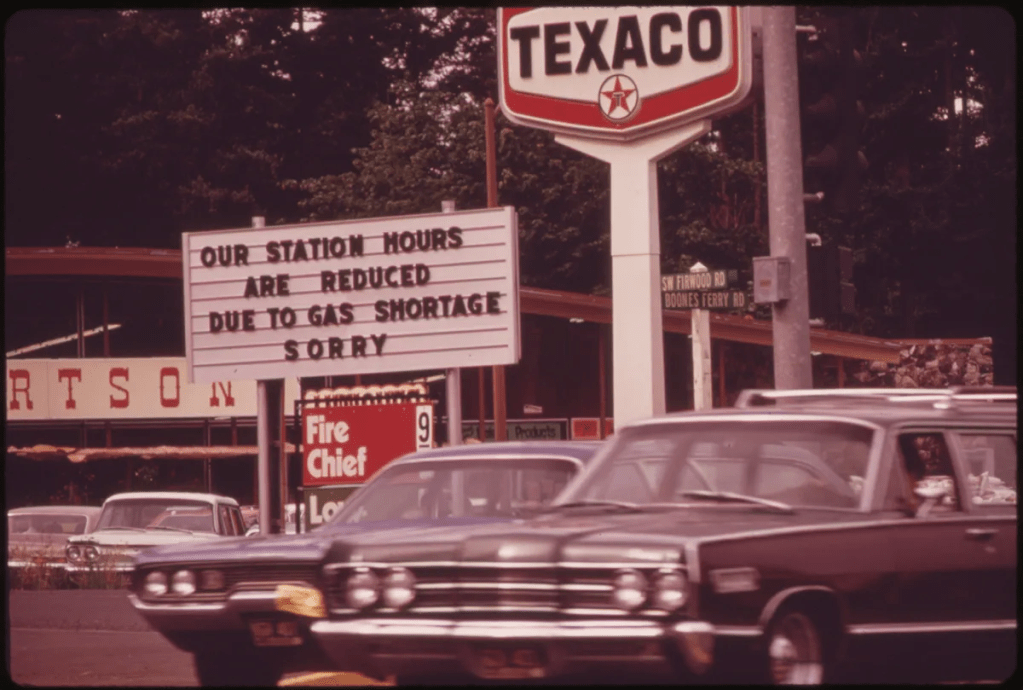 TEXACO
T
OUR STATION HOURS
ARE REDUCED
DUE TO GAS SHORTAGE
SORRY
SW FIRWOOD RD
BOONES FERRY RD
RTSON
Fire
Chief
9
Products
Lo